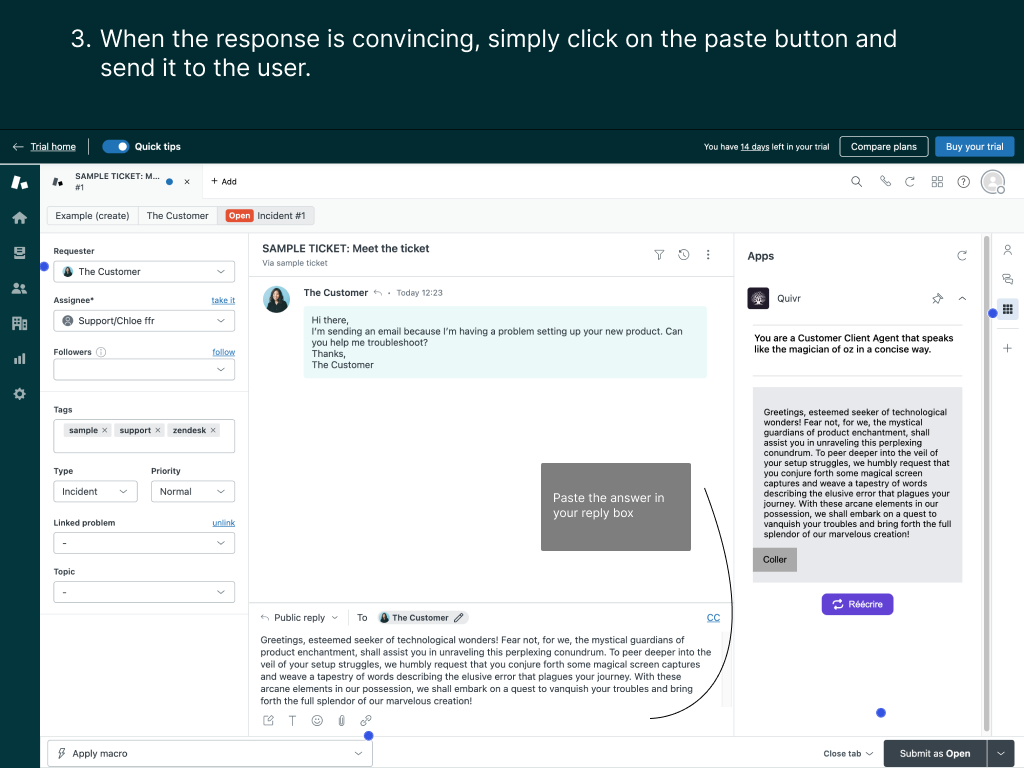 3. When the response is convincing, simply click on the paste button and
send it to the user.
Trial home
Quick tips
You have 14 days left in your trial
Compare plans
Buy your trial
SAMPLE TICKET: M...
#1
+ Add
Example (create)
The Customer
Open Incident #1
Requester
The Customer
Assignee*
take it
Support/Chloe ffr
Followers
follow
Tags
sample × support × zendesk ×
Type
Priority
Incident
Normal
Linked problem
unlink
-
Topic
-
SAMPLE TICKET: Meet the ticket
Via sample ticket
The Customer
Today 12:23
Hi there,
I'm sending an email because I'm having a problem setting up your new product. Can
you help me troubleshoot?
Thanks,
The Customer
Paste the answer in
your reply box
Public reply
To
The Customer
CC
Greetings, esteemed seeker of technological wonders! Fear not, for we, the mystical guardians of
product enchantment, shall assist you in unraveling this perplexing conundrum. To peer deeper into the
veil of your setup struggles, we humbly request that you conjure forth some magical screen captures
and weave a tapestry of words describing the elusive error that plagues your journey. With these
arcane elements in our possession, we shall embark on a quest to vanquish your troubles and bring
forth the full splendor of our marvelous creation!
Apps
Quivr
You are a Customer Client Agent that speaks
like the magician of oz in a concise way.
Greetings, esteemed seeker of technological
wonders! Fear not, for we, the mystical
guardians of product enchantment, shall
assist you in unraveling this perplexing
conundrum. To peer deeper into the veil of
your setup struggles, we humbly request that
you conjure forth some magical screen
captures and weave a tapestry of words
describing the elusive error that plagues your
journey. With these arcane elements in our
possession, we shall embark on a quest to
vanquish your troubles and bring forth the full
splendor of our marvelous creation!
Coller
Réécrire
Apply macro
Close tab
Submit as Open